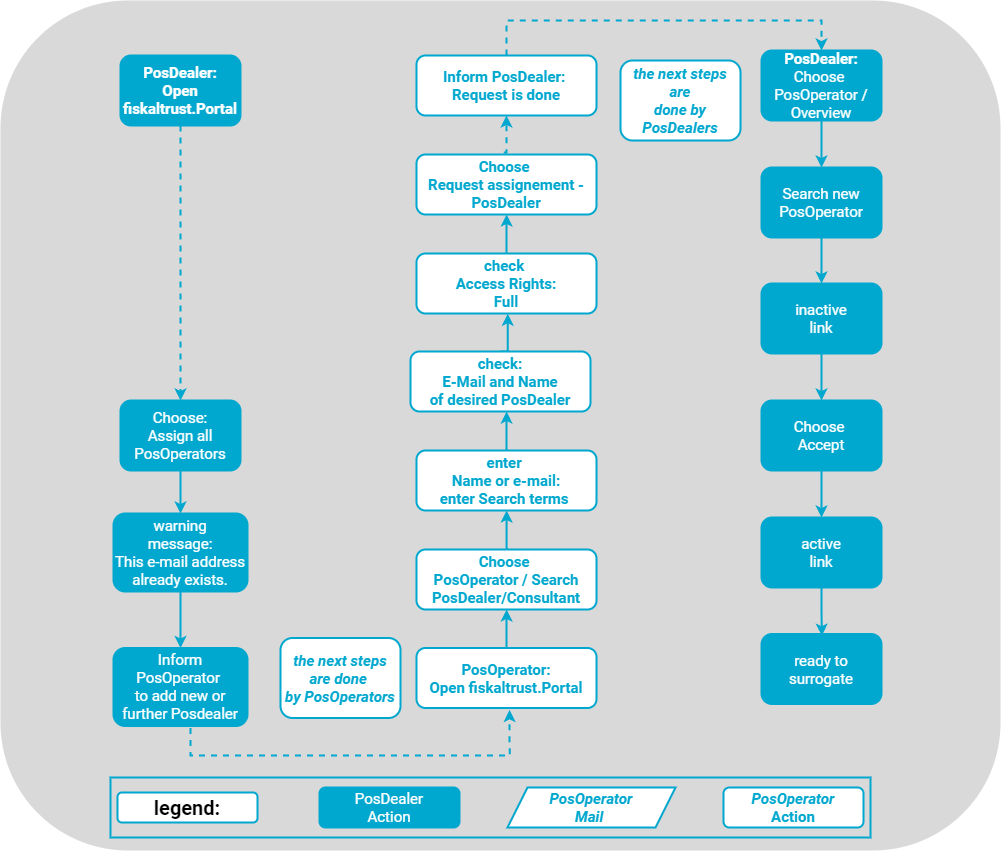 PosDealer:
Open
fiskaltrust.Portal
Choose:
Assign all
PosOperators
warning
message:
This e-mail address
already exists.
Inform
PosOperator
to add new or
further Posdealer
the next steps
are done
by PosOperators
Inform PosDealer:
Request is done
Choose
Request assignement -
PosDealer
check
Access Rights:
Full
check:
E-Mail and Name
of desired PosDealer
enter
Name or e-mail:
enter Search terms
Choose
PosOperator / Search
PosDealer/Consultant
PosOperator:
Open fiskaltrust.Portal
the next steps
are
done by
PosDealers
PosDealer:
Choose
PosOperator /
Overview
Search new
PosOperator
inactive
link
Choose
Accept
active
link
ready to
surrogate
legend:
PosDealer
Action
PosOperator
Mail
PosOperator
Action